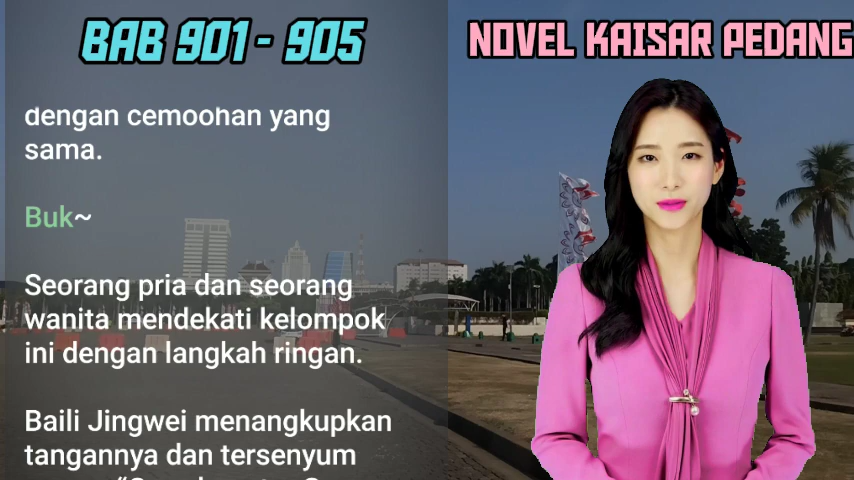 BAB 901 - 905
NOVEL KAISAR PEDANG
dengan cemoohan yang
sama.
Buk~
Seorang pria dan seorang
wanita mendekati kelompok
ini dengan langkah ringan.
Baili Jingwei menangkupkan
tangannya dan tersenyum